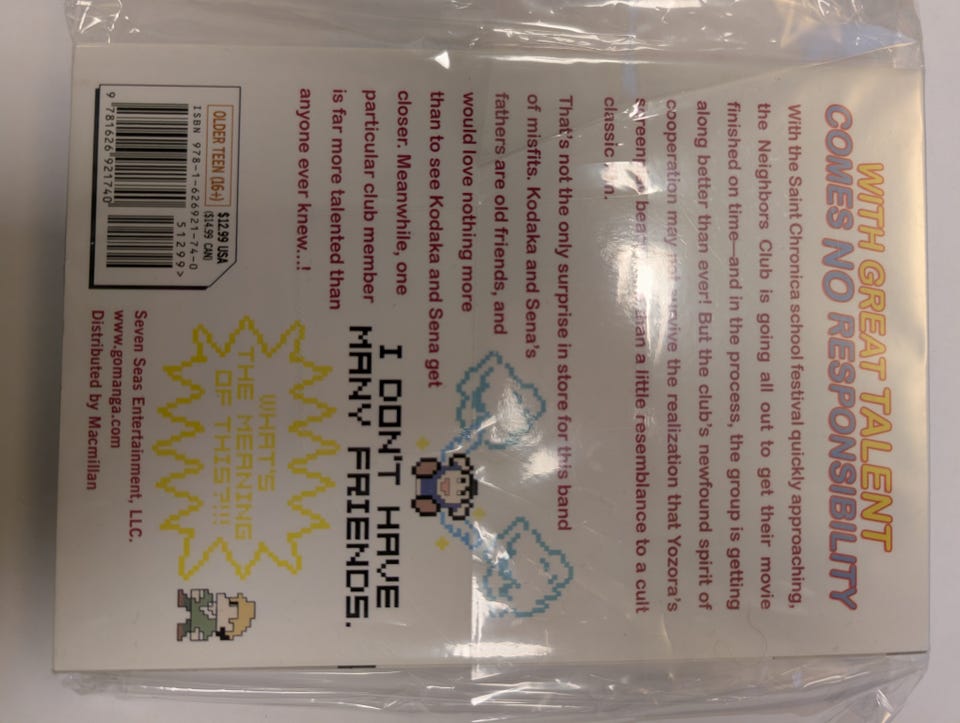 WITH GREAT TALENT
COMES NO RESPONSIBILITY
With the Saint Chronica school festival quickly approaching,
the Neighbors Club is going all out to get their movie
finished on time—and in the process, the group is getting
along better than ever! But the club's newfound spirit of
cooperation may not survive the realization that Yozora's
screenplay bears more than a little resemblance to a cult
classic
That's not the only surprise in store for this band
of misfits. Kodaka and Sena's
fathers are old friends, and
would love nothing more
than to see Kodaka and Sena get
closer. Meanwhile, one
particular club member
is far more talented than
anyone ever knew...!
I DON'T HAVE
MANY FRIENDS.
WHAT'S
THE MEANING
OF THIS?!!
OLDER TEEN (16+)
$12.99 USA
($14.99 CAN)
ISBN 978-1-626921-74-0
51299>
9 781626 921740
Seven Seas Entertainment, LLC.
www.gomanga.com
Distributed by Macmillan